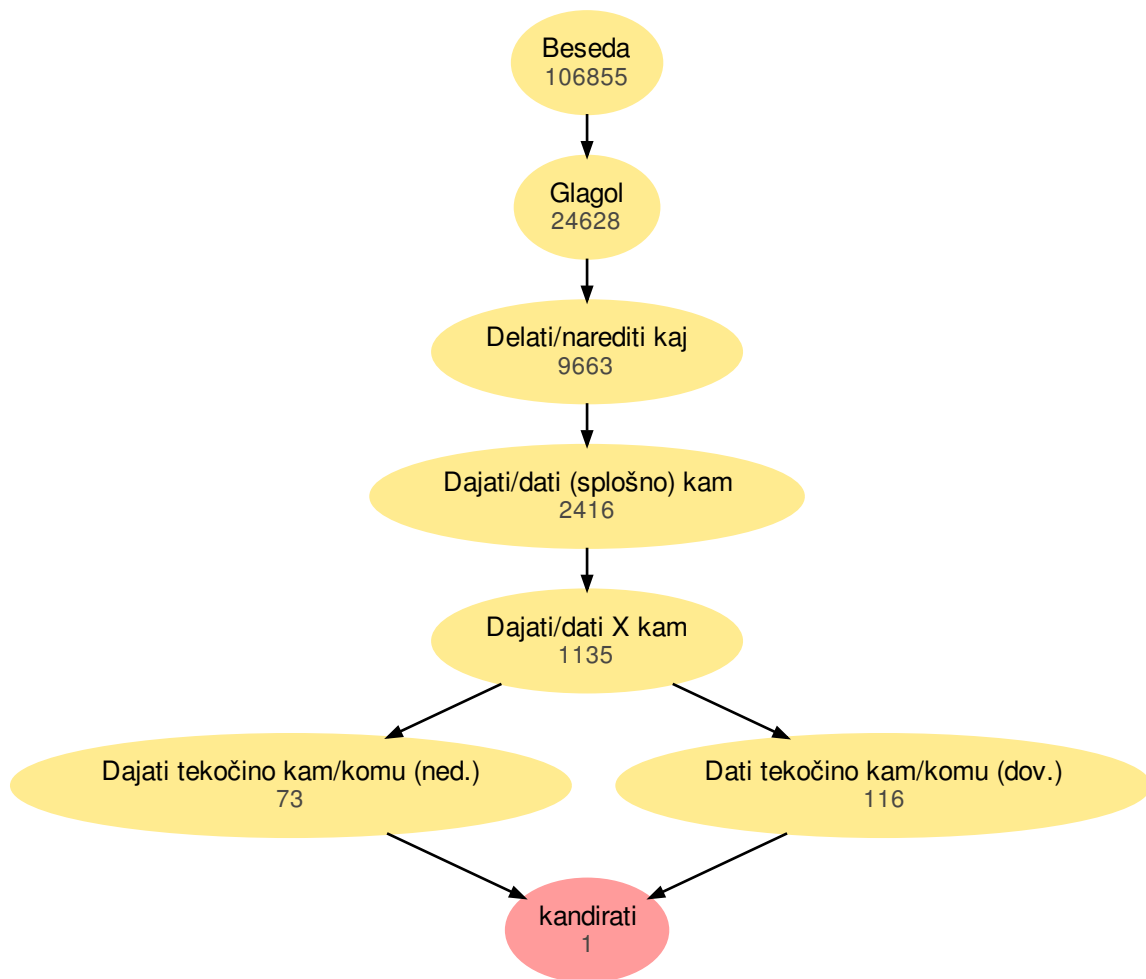 Beseda
106855
Glagol
24628
Delati/narediti kaj
9663
Dajati/dati (splošno) kam
2416
Dajati/dati X kam
1135
Dajati tekočino kam/komu (ned.)
73
Dati tekočino kam/komu (dov.)
116
kandirati
1